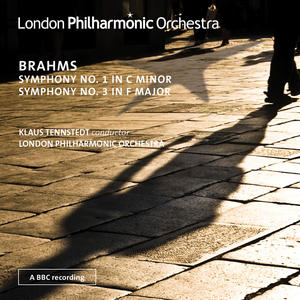 London Philharmonic Orchestra
BRAHMS
SYMPHONY NO. 1 IN C MINOR
SYMPHONY NO. 3 IN F MAJOR
KLAUS TENNSTEDT conductor
LONDON PHILHARMONIC ORCHESTRA
A BBC recording